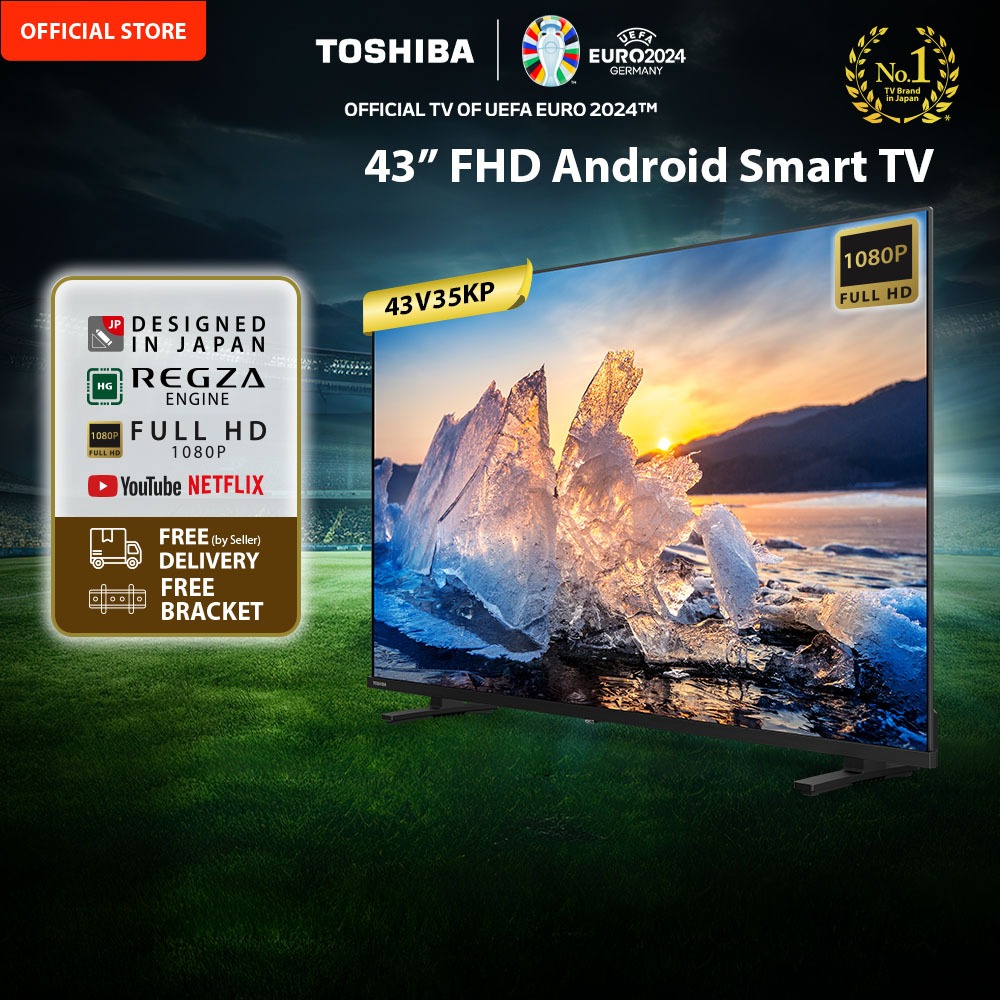 OFFICIAL STORE
TOSHIBA
UEFA
EURO2024
GERMANY
OFFICIAL TV OF UEFA EURO 2024™
No.1
TV Brand
in Japan
*
43” FHD Android Smart TV
1080P
FULL HD
43V35KP
JP
DESIGNED
IN JAPAN
HG
REGZA
ENGINE
1080P
FULL HD
FULL HD
1080P
YouTube NETFLIX
FREE (by Seller)
DELIVERY
FREE
BRACKET
TOSHIBA